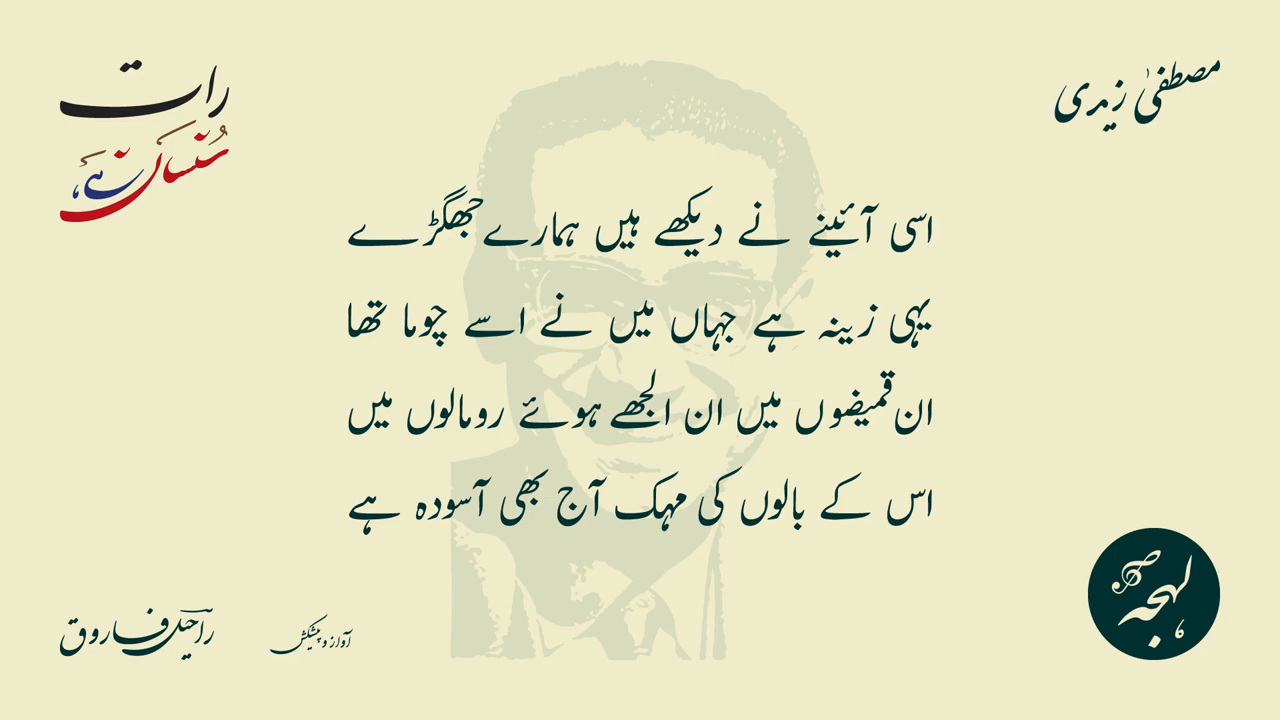 مصطفیٰ زیدی
رات
سُنسان ہے،
اسی آئینے نے دیکھے ہیں ہمارے جھگڑے
یہی زینہ ہے جہاں میں نے اسے چوما تھا
ان قمیضوں میں ان الجھے ہوئے رومالوں میں
اس کے بالوں کی مہک آج بھی آسودہ ہے
لہجہ
آواز و پیشکش
راحیل فاروق